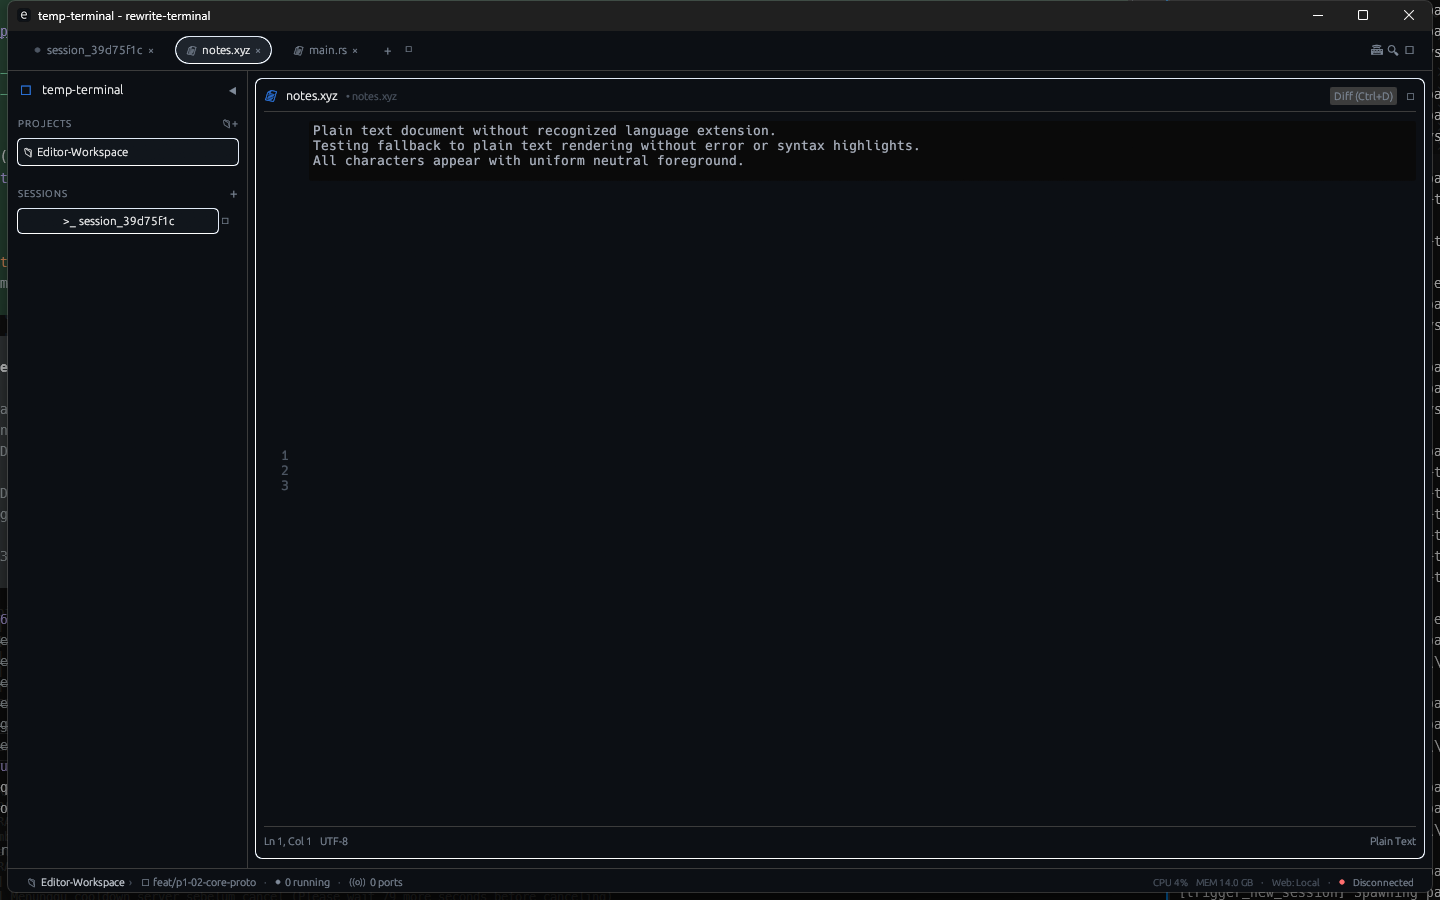 temp-terminal - rewrite-terminal
session_39d75f1c ×
notes.xyz ×
main.rs ×
+
temp-terminal
PROJECTS
+
Editor-Workspace
SESSIONS
+
>_ session_39d75f1c
notes.xyz • notes.xyz
Diff (Ctrl+D)
Plain text document without recognized language extension.
Testing fallback to plain text rendering without error or syntax highlights.
All characters appear with uniform neutral foreground.
1
2
3
Ln 1, Col 1 UTF-8
Plain Text
Editor-Workspace ›
feat/p1-02-core-proto · • 0 running · ((o)) 0 ports
CPU 4% MEM 14.0 GB · Web: Local · • Disconnected
[trigger_new_session] Spawning pa